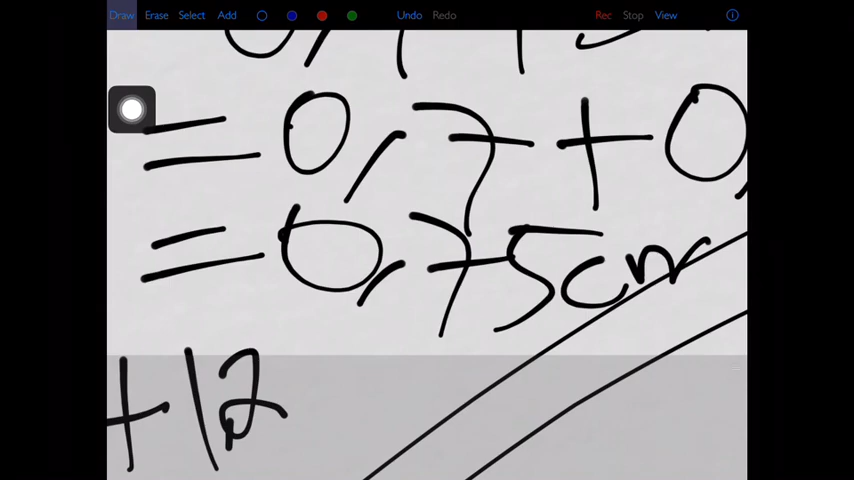 Draw Erase Select Add Undo Redo Rec Stop View
= 0,7 + 0,
= 0,75cm
+ 12